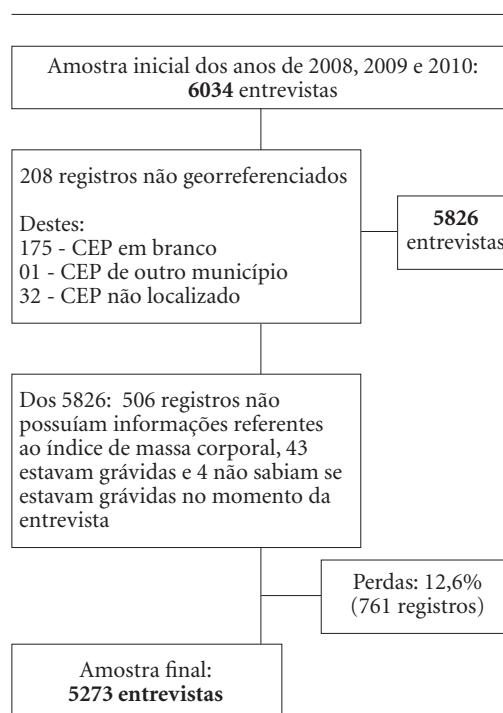 Amostra inicial dos anos de 2008, 2009 e 2010:
6034 entrevistas
208 registros não georreferenciados
Destes:
175 - CEP em branco
01 - CEP de outro município
32 - CEP não localizado
5826
entrevistas
Dos 5826: 506 registros não
possuíam informações referentes
ao índice de massa corporal, 43
estavam grávidas e 4 não sabiam se
estavam grávidas no momento da
entrevista
Perdas: 12,6%
(761 registros)
Amostra final:
5273 entrevistas